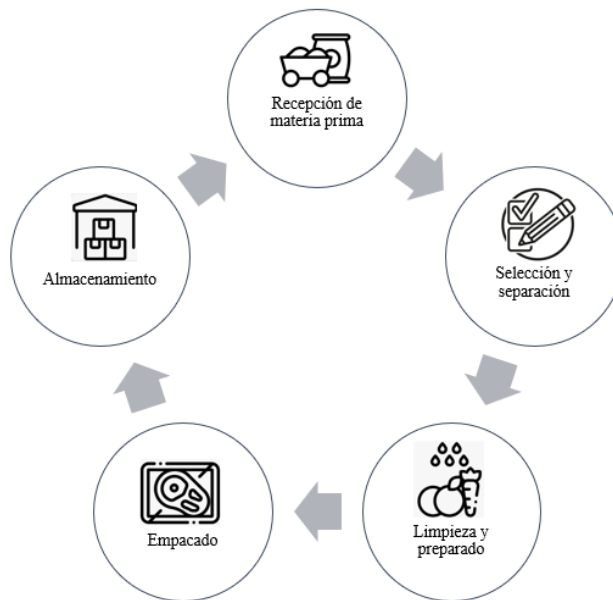 Recepción de
materia prima
Selección y
separación
Limpieza y
preparado
Empacado
Almacenamiento